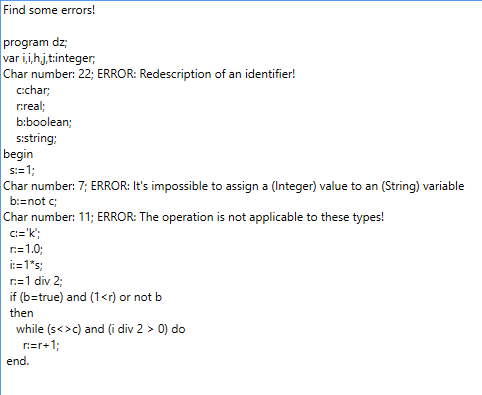 Find some errors!
program dz;
var i,i,h,j,t:integer;
Char number: 22; ERROR: Redescription of an identifier!
c:char;
r:real;
b:boolean;
s:string;
begin
s:=1;
Char number: 7; ERROR: It's impossible to assign a (Integer) value to an (String) variable
b:=not c;
Char number: 11; ERROR: The operation is not applicable to these types!
c:='k';
r:=1.0;
i:=1*s;
r:=1 div 2;
if (b=true) and (1<r) or not b
then
while (s<>c) and (i div 2 > 0) do
r:=r+1;
end.